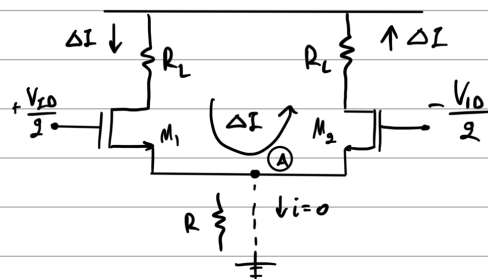 ΔI ↓ R_L R_L ↑ ΔI
+ V_ID/2 M_1 ΔI M_2 - V_ID/2
A
R ↓ i=0